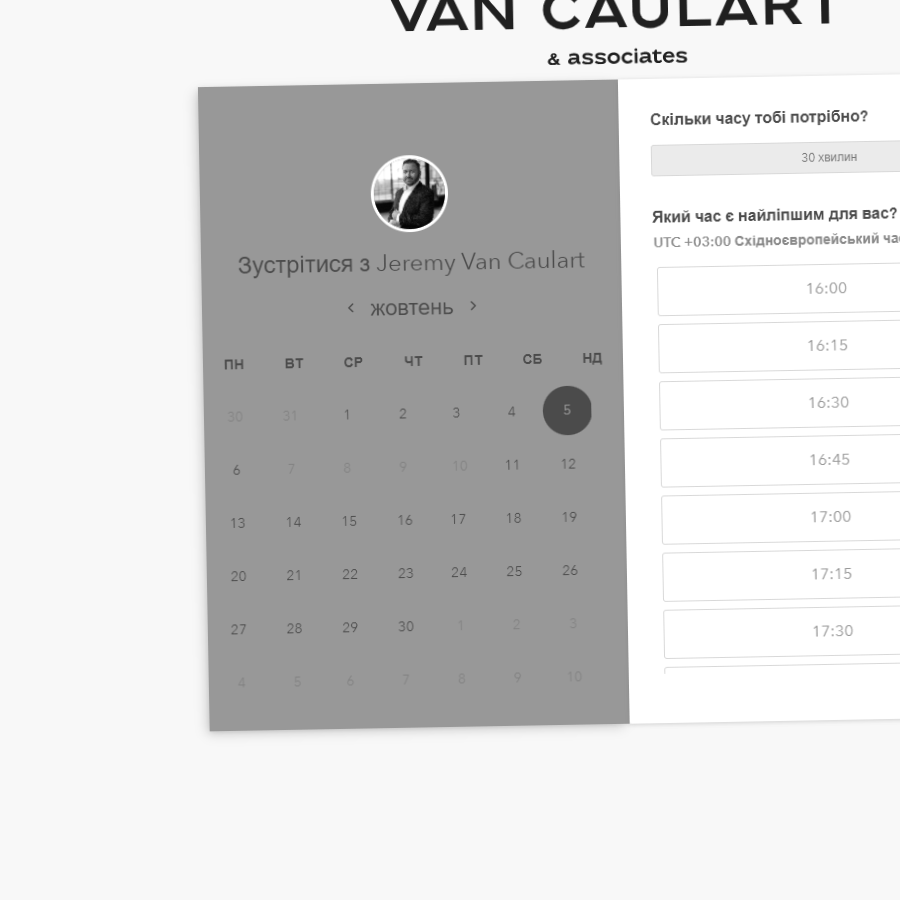 VAN CAULART
& associates
Зустрітися з Jeremy Van Caulart
жовтень
ПН ВТ СР ЧТ ПТ СБ НД
30 31 1 2 3 4 5
6 7 8 9 10 11 12
13 14 15 16 17 18 19
20 21 22 23 24 25 26
27 28 29 30 1 2 3
4 5 6 7 8 9 10
Скільки часу тобі потрібно?
30 хвилин
Який час є найліпшим для вас?
UTC +03:00 Східноєвропейський
16:00
16:15
16:30
16:45
17:00
17:15
17:30